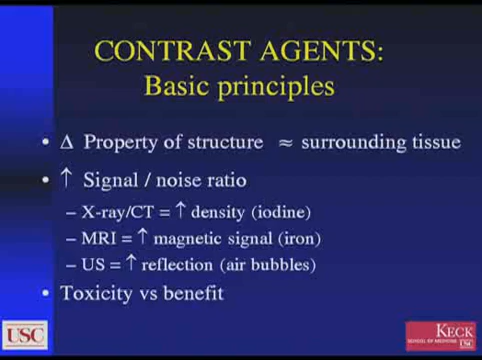 CONTRAST AGENTS:
Basic principles
• Δ Property of structure ≈ surrounding tissue
• ↑ Signal / noise ratio
– X-ray/CT = ↑ density (iodine)
– MRI = ↑ magnetic signal (iron)
– US = ↑ reflection (air bubbles)
• Toxicity vs benefit
USC
KECK
SCHOOL OF MEDICINE
USC